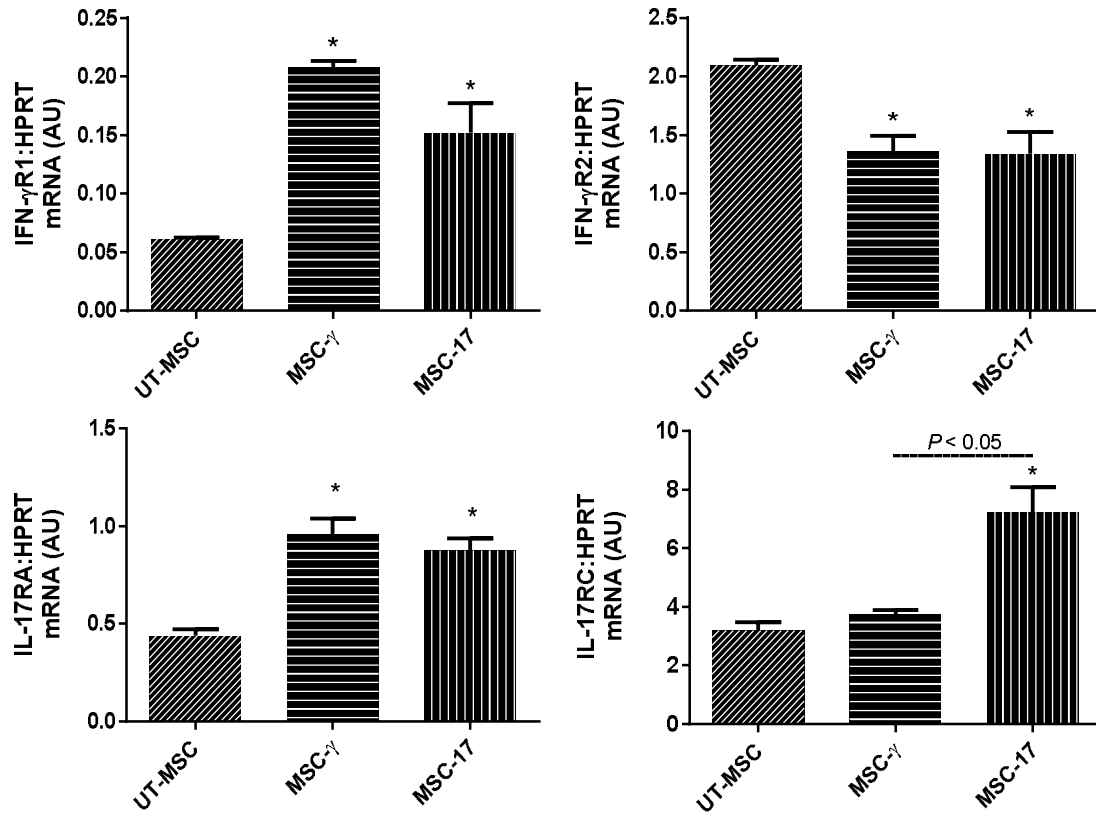 IFN-γR1:HPRT
mRNA (AU)
0.25
0.20
0.15
0.10
0.05
0.00
*
*
UT-MSC
MSC-γ
MSC-17
IFN-γR2:HPRT
mRNA (AU)
2.5
2.0
1.5
1.0
0.5
0.0
*
*
UT-MSC
MSC-γ
MSC-17
IL-17RA:HPRT
mRNA (AU)
1.5
1.0
0.5
0.0
*
*
UT-MSC
MSC-γ
MSC-17
IL-17RC:HPRT
mRNA (AU)
10
8
6
4
2
0
P < 0.05
*
UT-MSC
MSC-γ
MSC-17